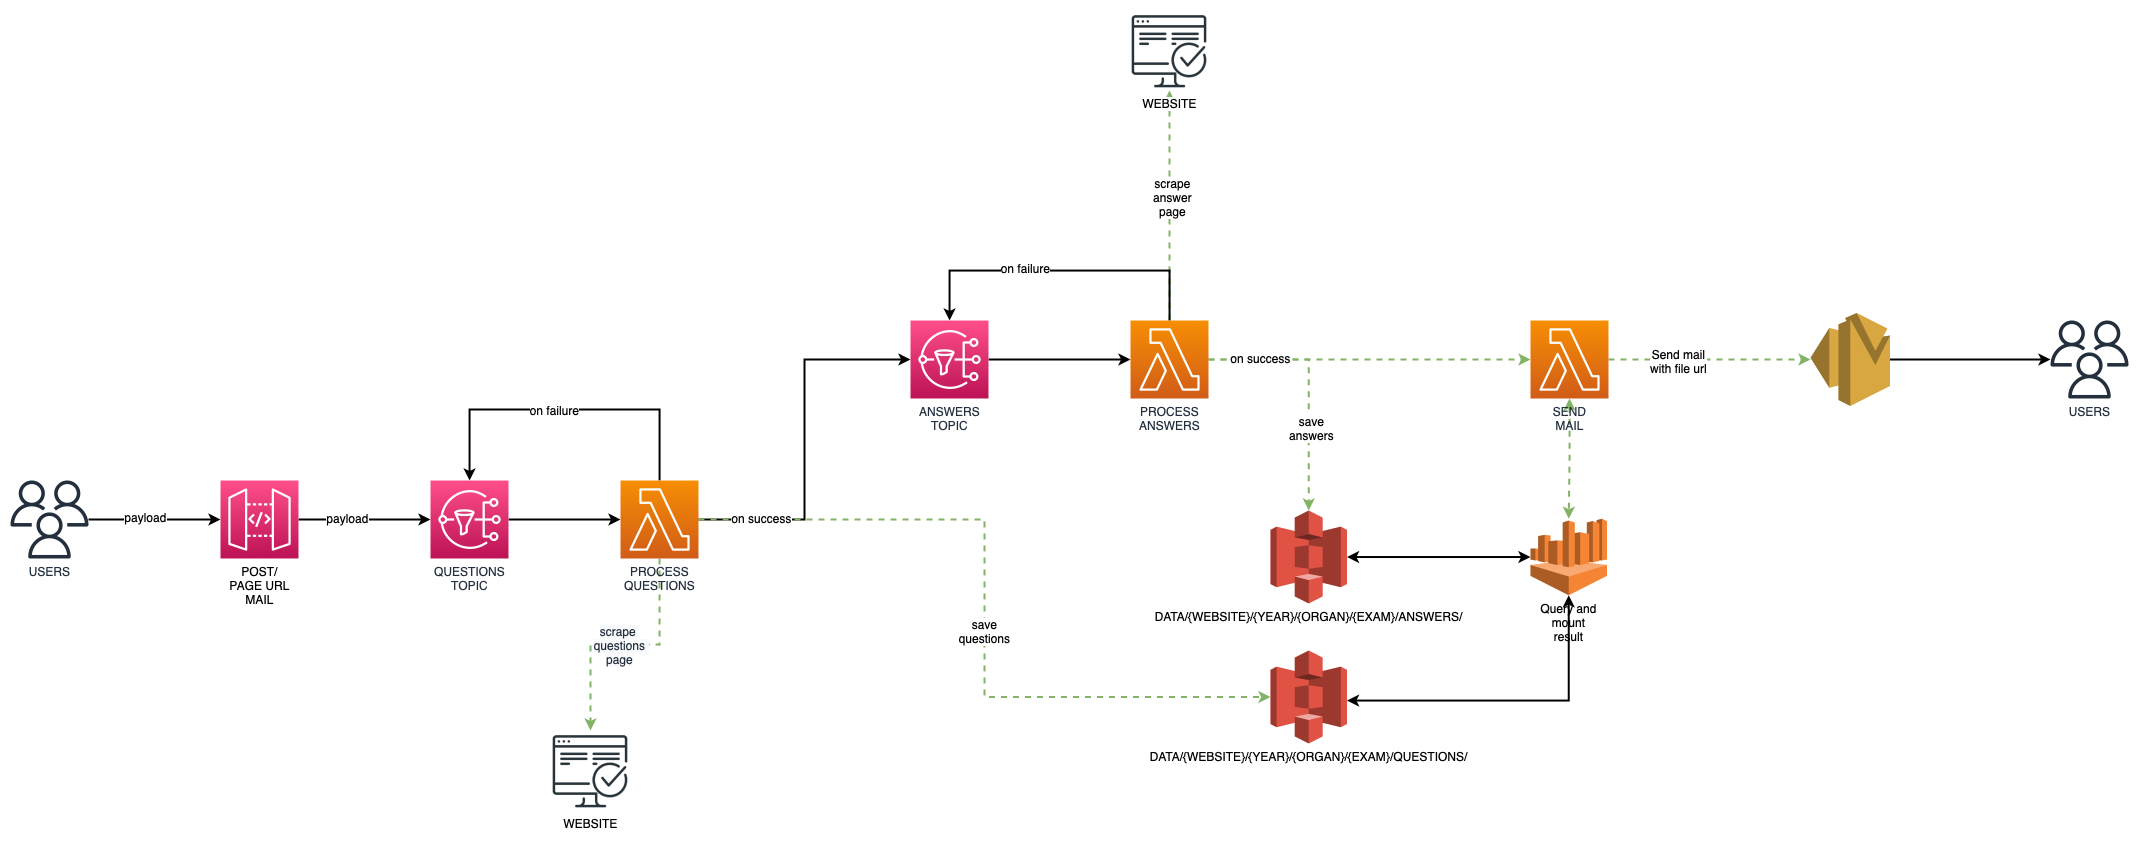 WEBSITE
scrape
answer
page
on failure
ANSWERS
TOPIC
PROCESS
ANSWERS
on success
save
answers
SEND
MAIL
Send mail
with file url
USERS
on failure
USERS
payload
</>
POST/
PAGE URL
MAIL
payload
QUESTIONS
TOPIC
PROCESS
QUESTIONS
on success
scrape
questions
page
WEBSITE
save
questions
DATA/{WEBSITE}/{YEAR}/{ORGAN}/{EXAM}/ANSWERS/
Query and
mount
result
DATA/{WEBSITE}/{YEAR}/{ORGAN}/{EXAM}/QUESTIONS/